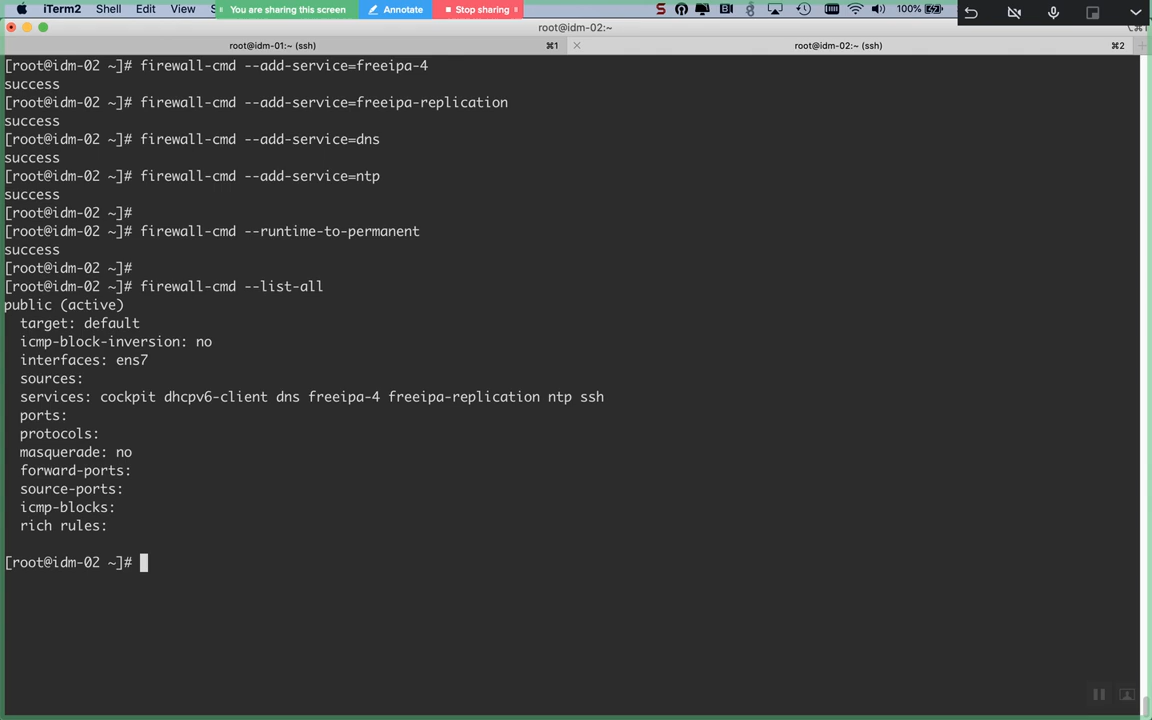 iTerm2 Shell Edit View You are sharing this screen Annotate Stop sharing 100%
root@idm-02:~
root@idm-01:~ (ssh) ⌘1 root@idm-02:~ (ssh) ⌘2
[root@idm-02 ~]# firewall-cmd --add-service=freeipa-4
success
[root@idm-02 ~]# firewall-cmd --add-service=freeipa-replication
success
[root@idm-02 ~]# firewall-cmd --add-service=dns
success
[root@idm-02 ~]# firewall-cmd --add-service=ntp
success
[root@idm-02 ~]#
[root@idm-02 ~]# firewall-cmd --runtime-to-permanent
success
[root@idm-02 ~]#
[root@idm-02 ~]# firewall-cmd --list-all
public (active)
target: default
icmp-block-inversion: no
interfaces: ens7
sources:
services: cockpit dhcpv6-client dns freeipa-4 freeipa-replication ntp ssh
ports:
protocols:
masquerade: no
forward-ports:
source-ports:
icmp-blocks:
rich rules:
[root@idm-02 ~]#